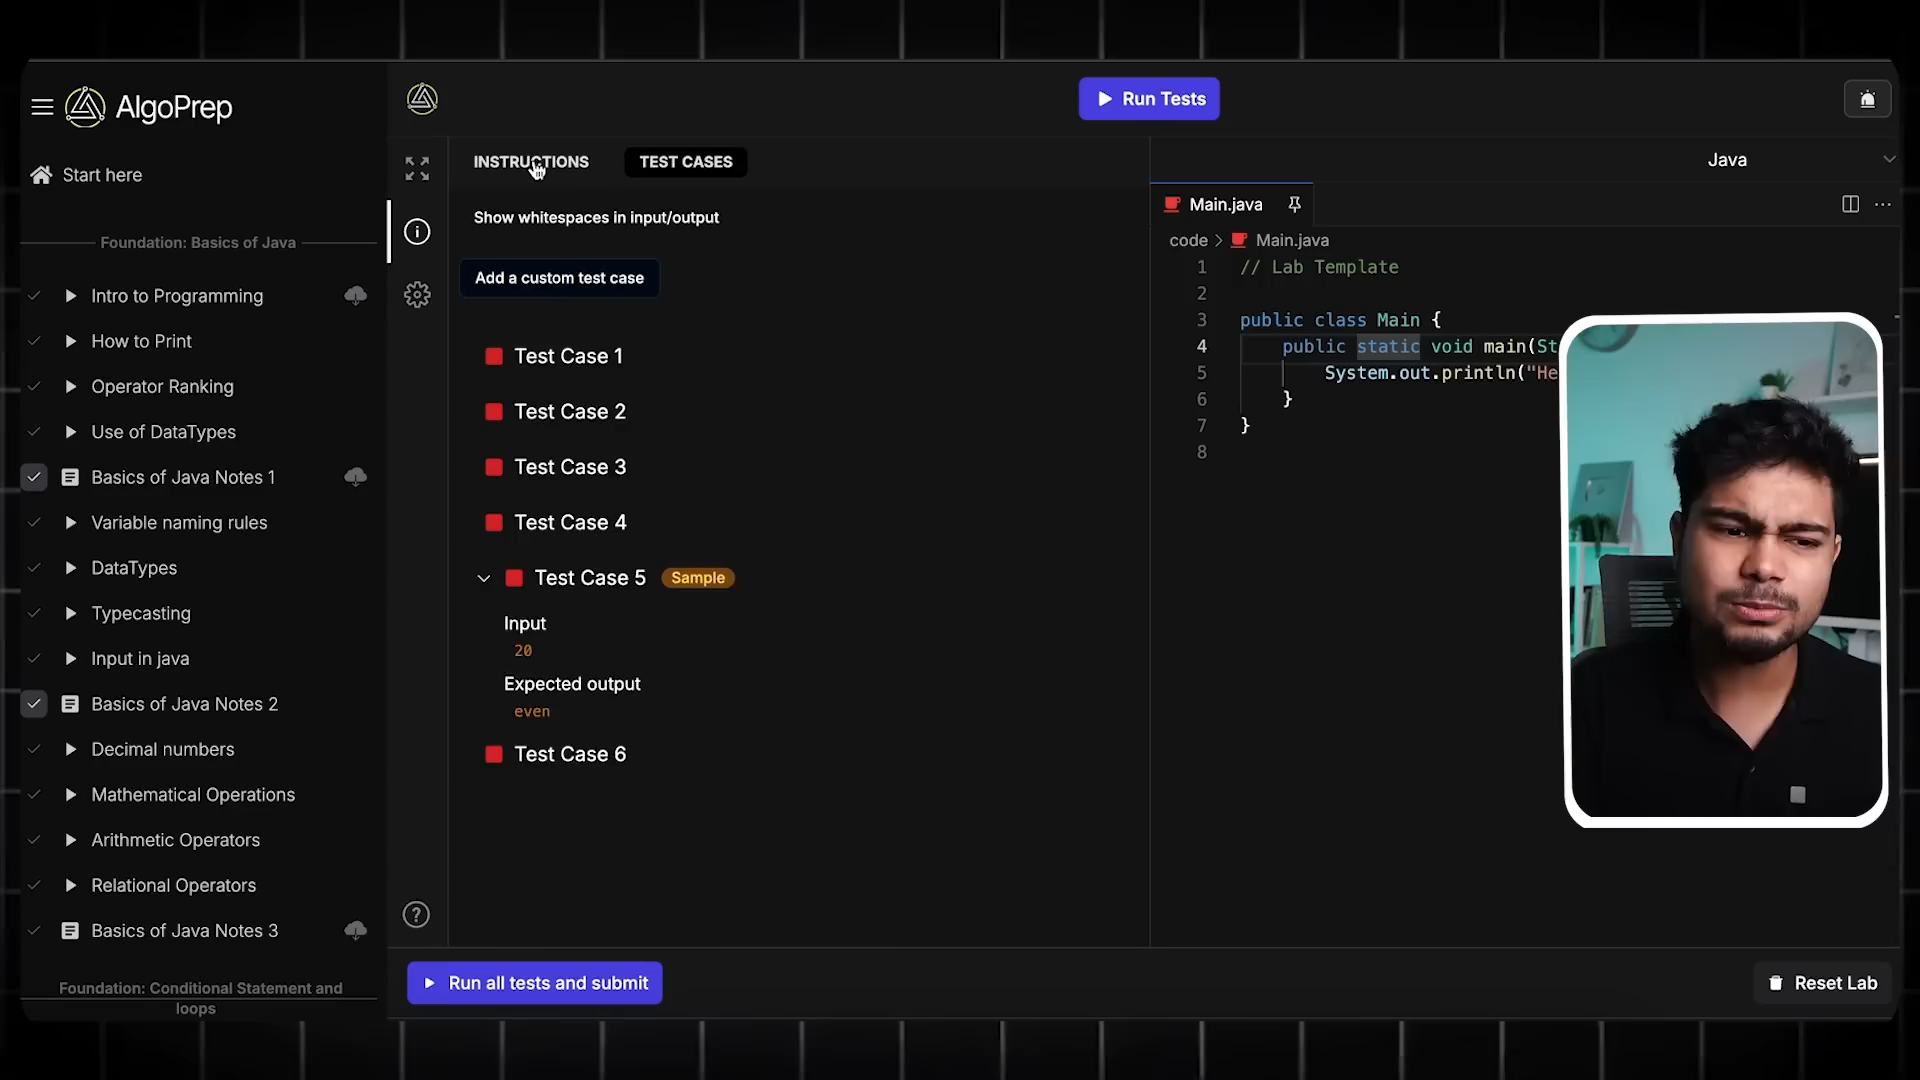 AlgoPrep
Start here
Foundation: Basics of Java
Intro to Programming
How to Print
Operator Ranking
Use of DataTypes
Basics of Java Notes 1
Variable naming rules
DataTypes
Typecasting
Input in java
Basics of Java Notes 2
Decimal numbers
Mathematical Operations
Arithmetic Operators
Relational Operators
Basics of Java Notes 3
Foundation: Conditional Statement and
loops
Run Tests
INSTRUCTIONS TEST CASES
Show whitespaces in input/output
Add a custom test case
Test Case 1
Test Case 2
Test Case 3
Test Case 4
Test Case 5 Sample
Input
20
Expected output
even
Test Case 6
Run all tests and submit
Java
Main.java
code > Main.java
1 // Lab Template
2
3 public class Main {
4 public static void main(St
5 System.out.println("He
6 }
7 }
8
Reset Lab